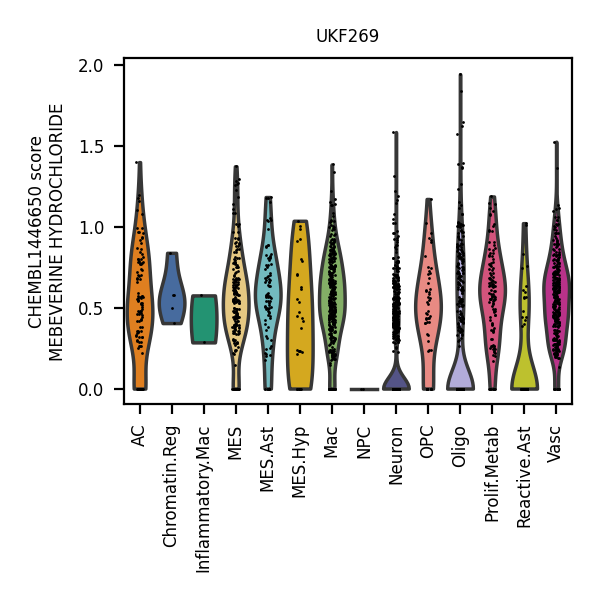 UKF269
CHEMBL1446650 score
MEBEVERINE HYDROCHLORIDE
2.0
1.5
1.0
0.5
0.0
AC
Chromatin.Reg
Inflammatory.Mac
MES
MES.Ast
MES.Hyp
Mac
NPC
Neuron
OPC
Oligo
Prolif.Metab
Reactive.Ast
Vasc